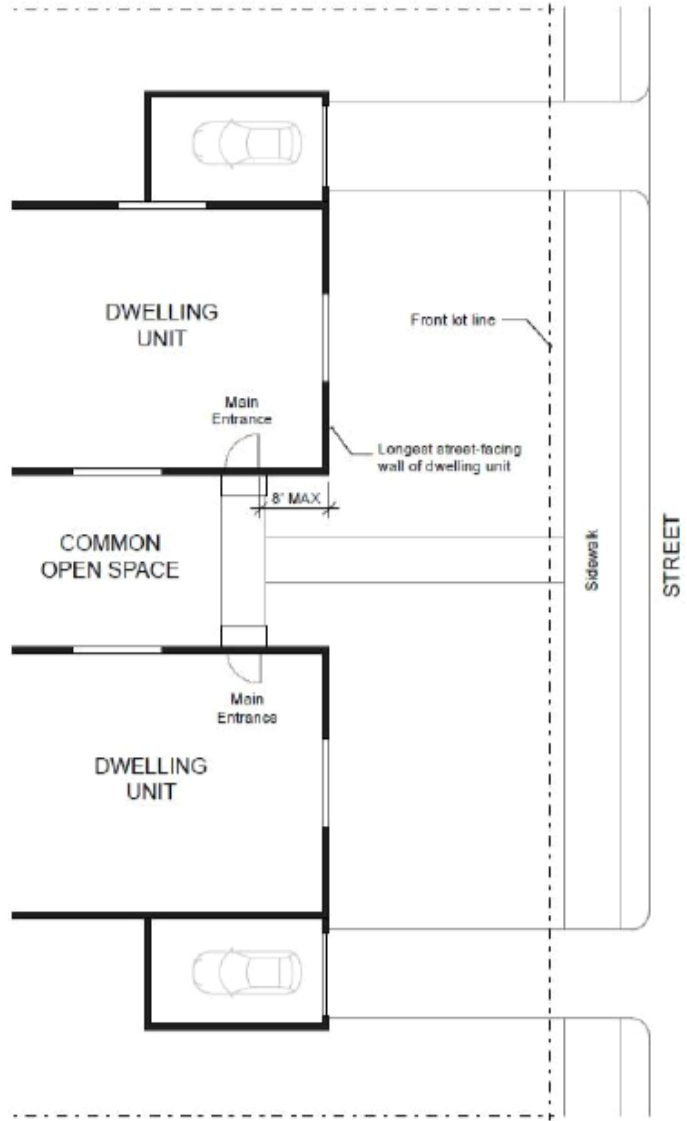 DWELLING
UNIT
Front lot line
Main
Entrance
Longest street-facing
wall of dwelling unit
8' MAX
COMMON
OPEN SPACE
Sidewalk
STREET
Main
Entrance
DWELLING
UNIT